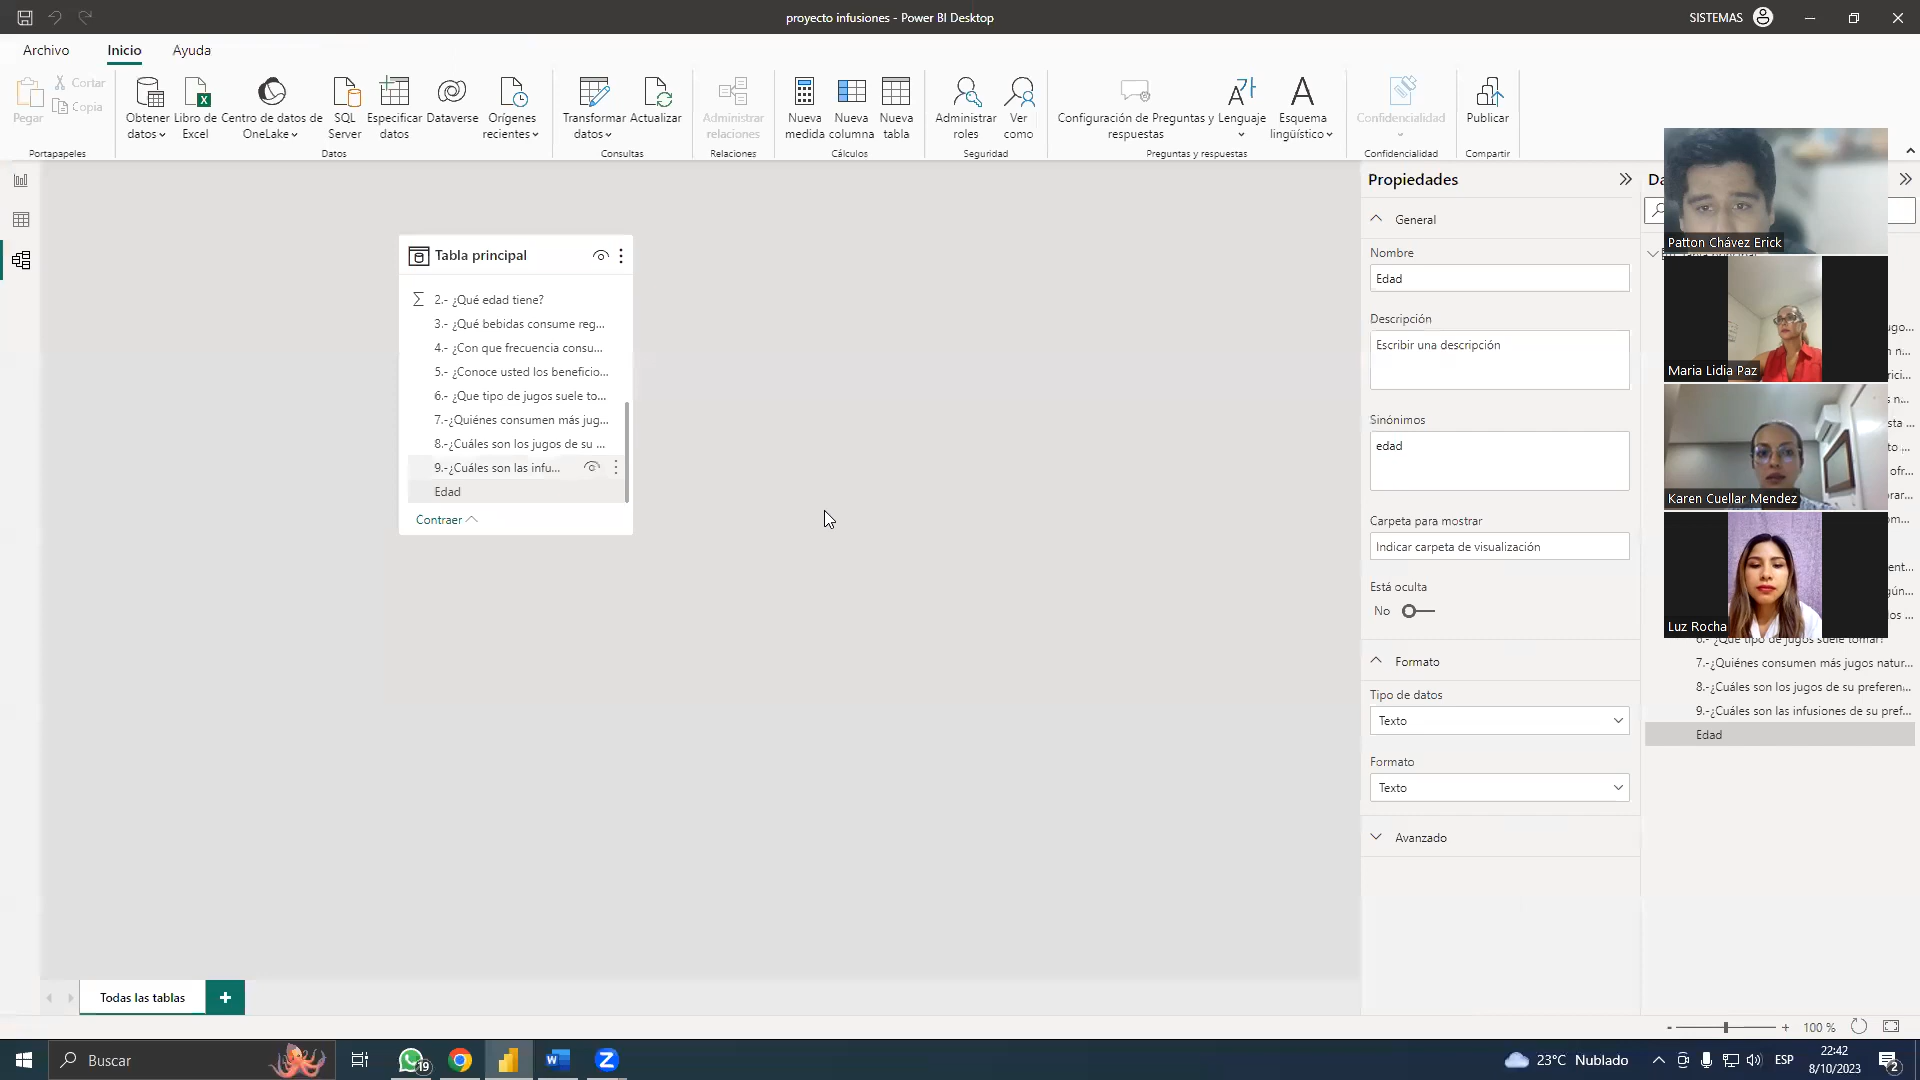 proyecto infusiones - Power BI Desktop
SISTEMAS
Archivo
Inicio
Ayuda
Pegar
Cortar
Copia
Portapapeles
Obtener datos
Libro de Excel
Centro de datos de OneLake
SQL Server
Especificar datos
Dataverse
Orígenes recientes
Datos
Transformar datos
Actualizar
Consultas
Administrar relaciones
Relaciones
Nueva medida
Nueva columna
Nueva tabla
Cálculos
Administrar roles
Ver como
Seguridad
Configuración de Preguntas y respuestas
Lenguaje
Esquema lingüístico
Preguntas y respuestas
Confidencialidad
Confidencialidad
Publicar
Compartir
Tabla principal
2.- ¿Qué edad tiene?
3.- ¿Qué bebidas consume reg...
4.- ¿Con que frecuencia consu...
5.- ¿Conoce usted los beneficio...
6.- ¿Que tipo de jugos suele to...
7.-¿Quiénes consumen más jug...
8.-¿Cuáles son los jugos de su ...
9.-¿Cuáles son las infu...
Edad
Contraer
Propiedades
General
Nombre
Edad
Descripción
Escribir una descripción
Sinónimos
edad
Carpeta para mostrar
Indicar carpeta de visualización
Está oculta
No
Formato
Tipo de datos
Texto
Formato
Texto
Avanzado
Patton Chávez Erick
Maria Lidia Paz
Karen Cuellar Mendez
Luz Rocha
6.- ¿Que tipo de jugos suele tomar?
7.-¿Quiénes consumen más jugos natur...
8.-¿Cuáles son los jugos de su preferen...
9.-¿Cuáles son las infusiones de su pref...
Edad
Todas las tablas
+
- + 100 %
Buscar
19
23°C Nublado
ESP
22:42
8/10/2023
2